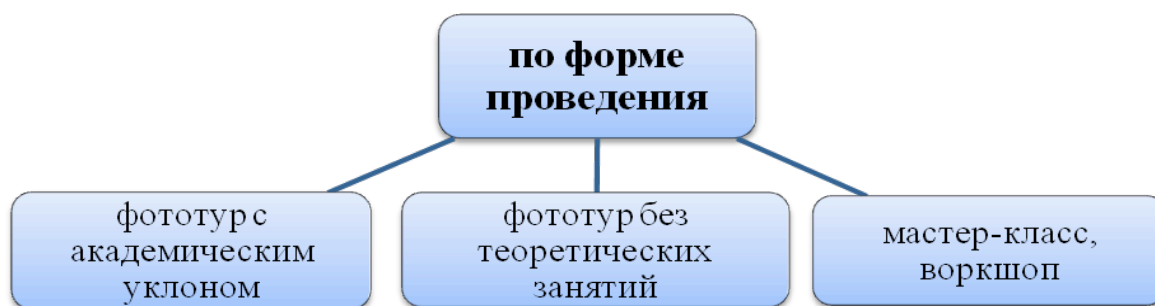 по форме
проведения
фототур с
академическим
уклоном
фототур без
теоретических
занятий
мастер-класс,
воркшоп